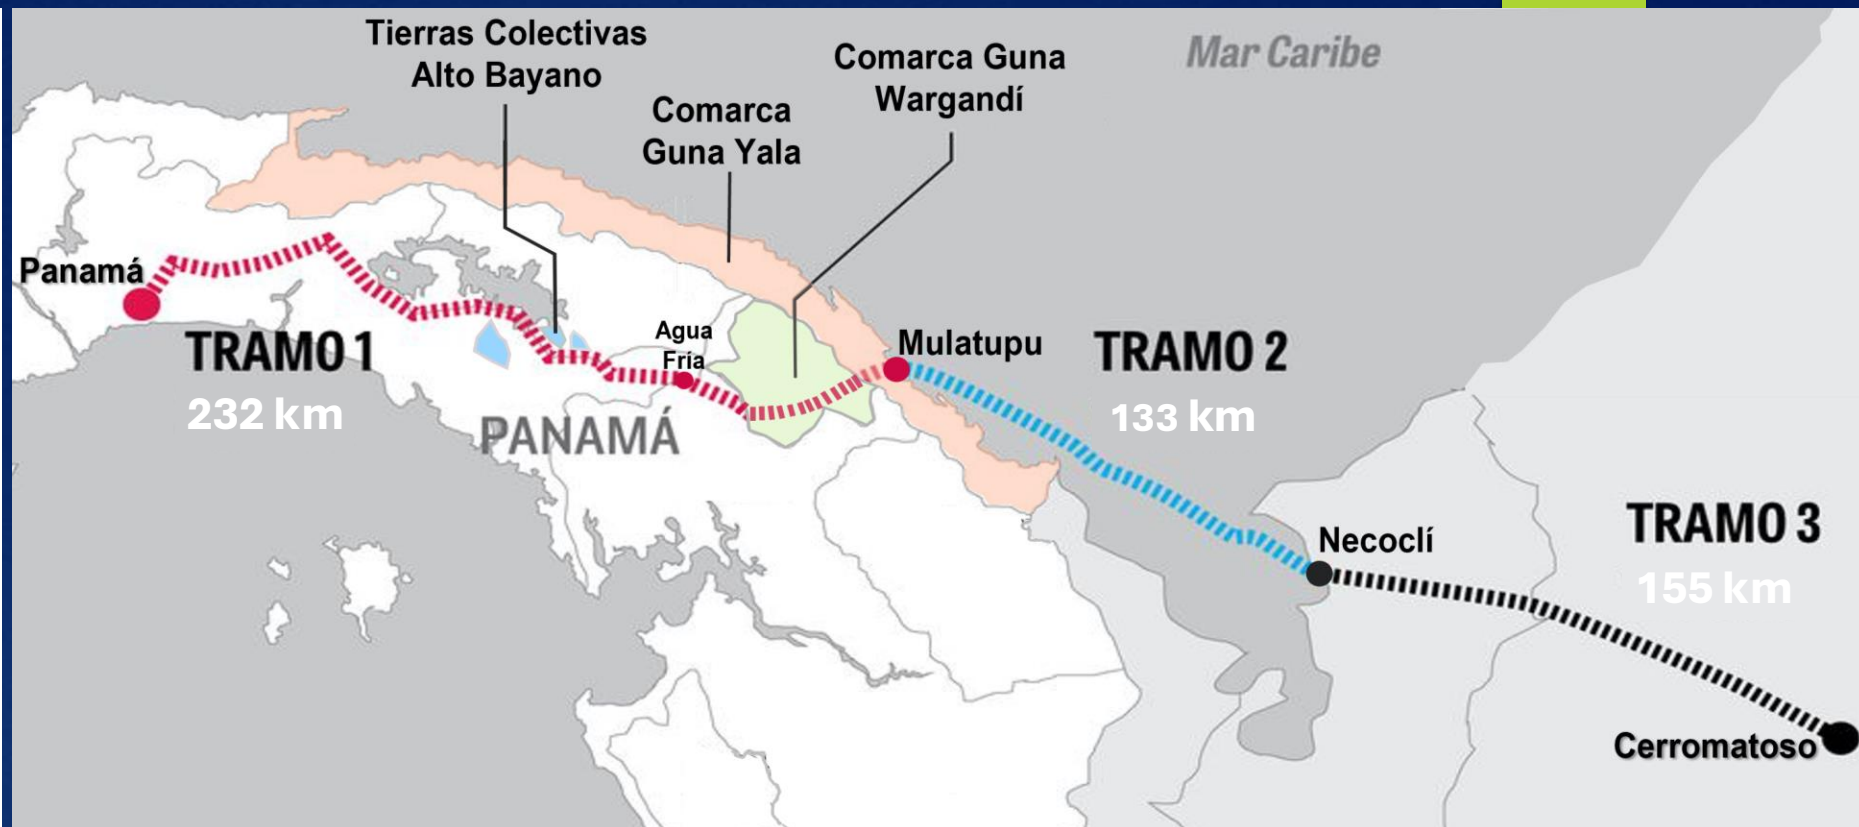 Tierras Colectivas
Alto Bayano
Comarca
Guna Yala
Comarca Guna
Wargandí
Mar Caribe
Panamá
TRAMO 1
232 km
Agua
Fría
PANAMÁ
Mulatupu
TRAMO 2
133 km
Necoclí
TRAMO 3
155 km
Cerromatoso